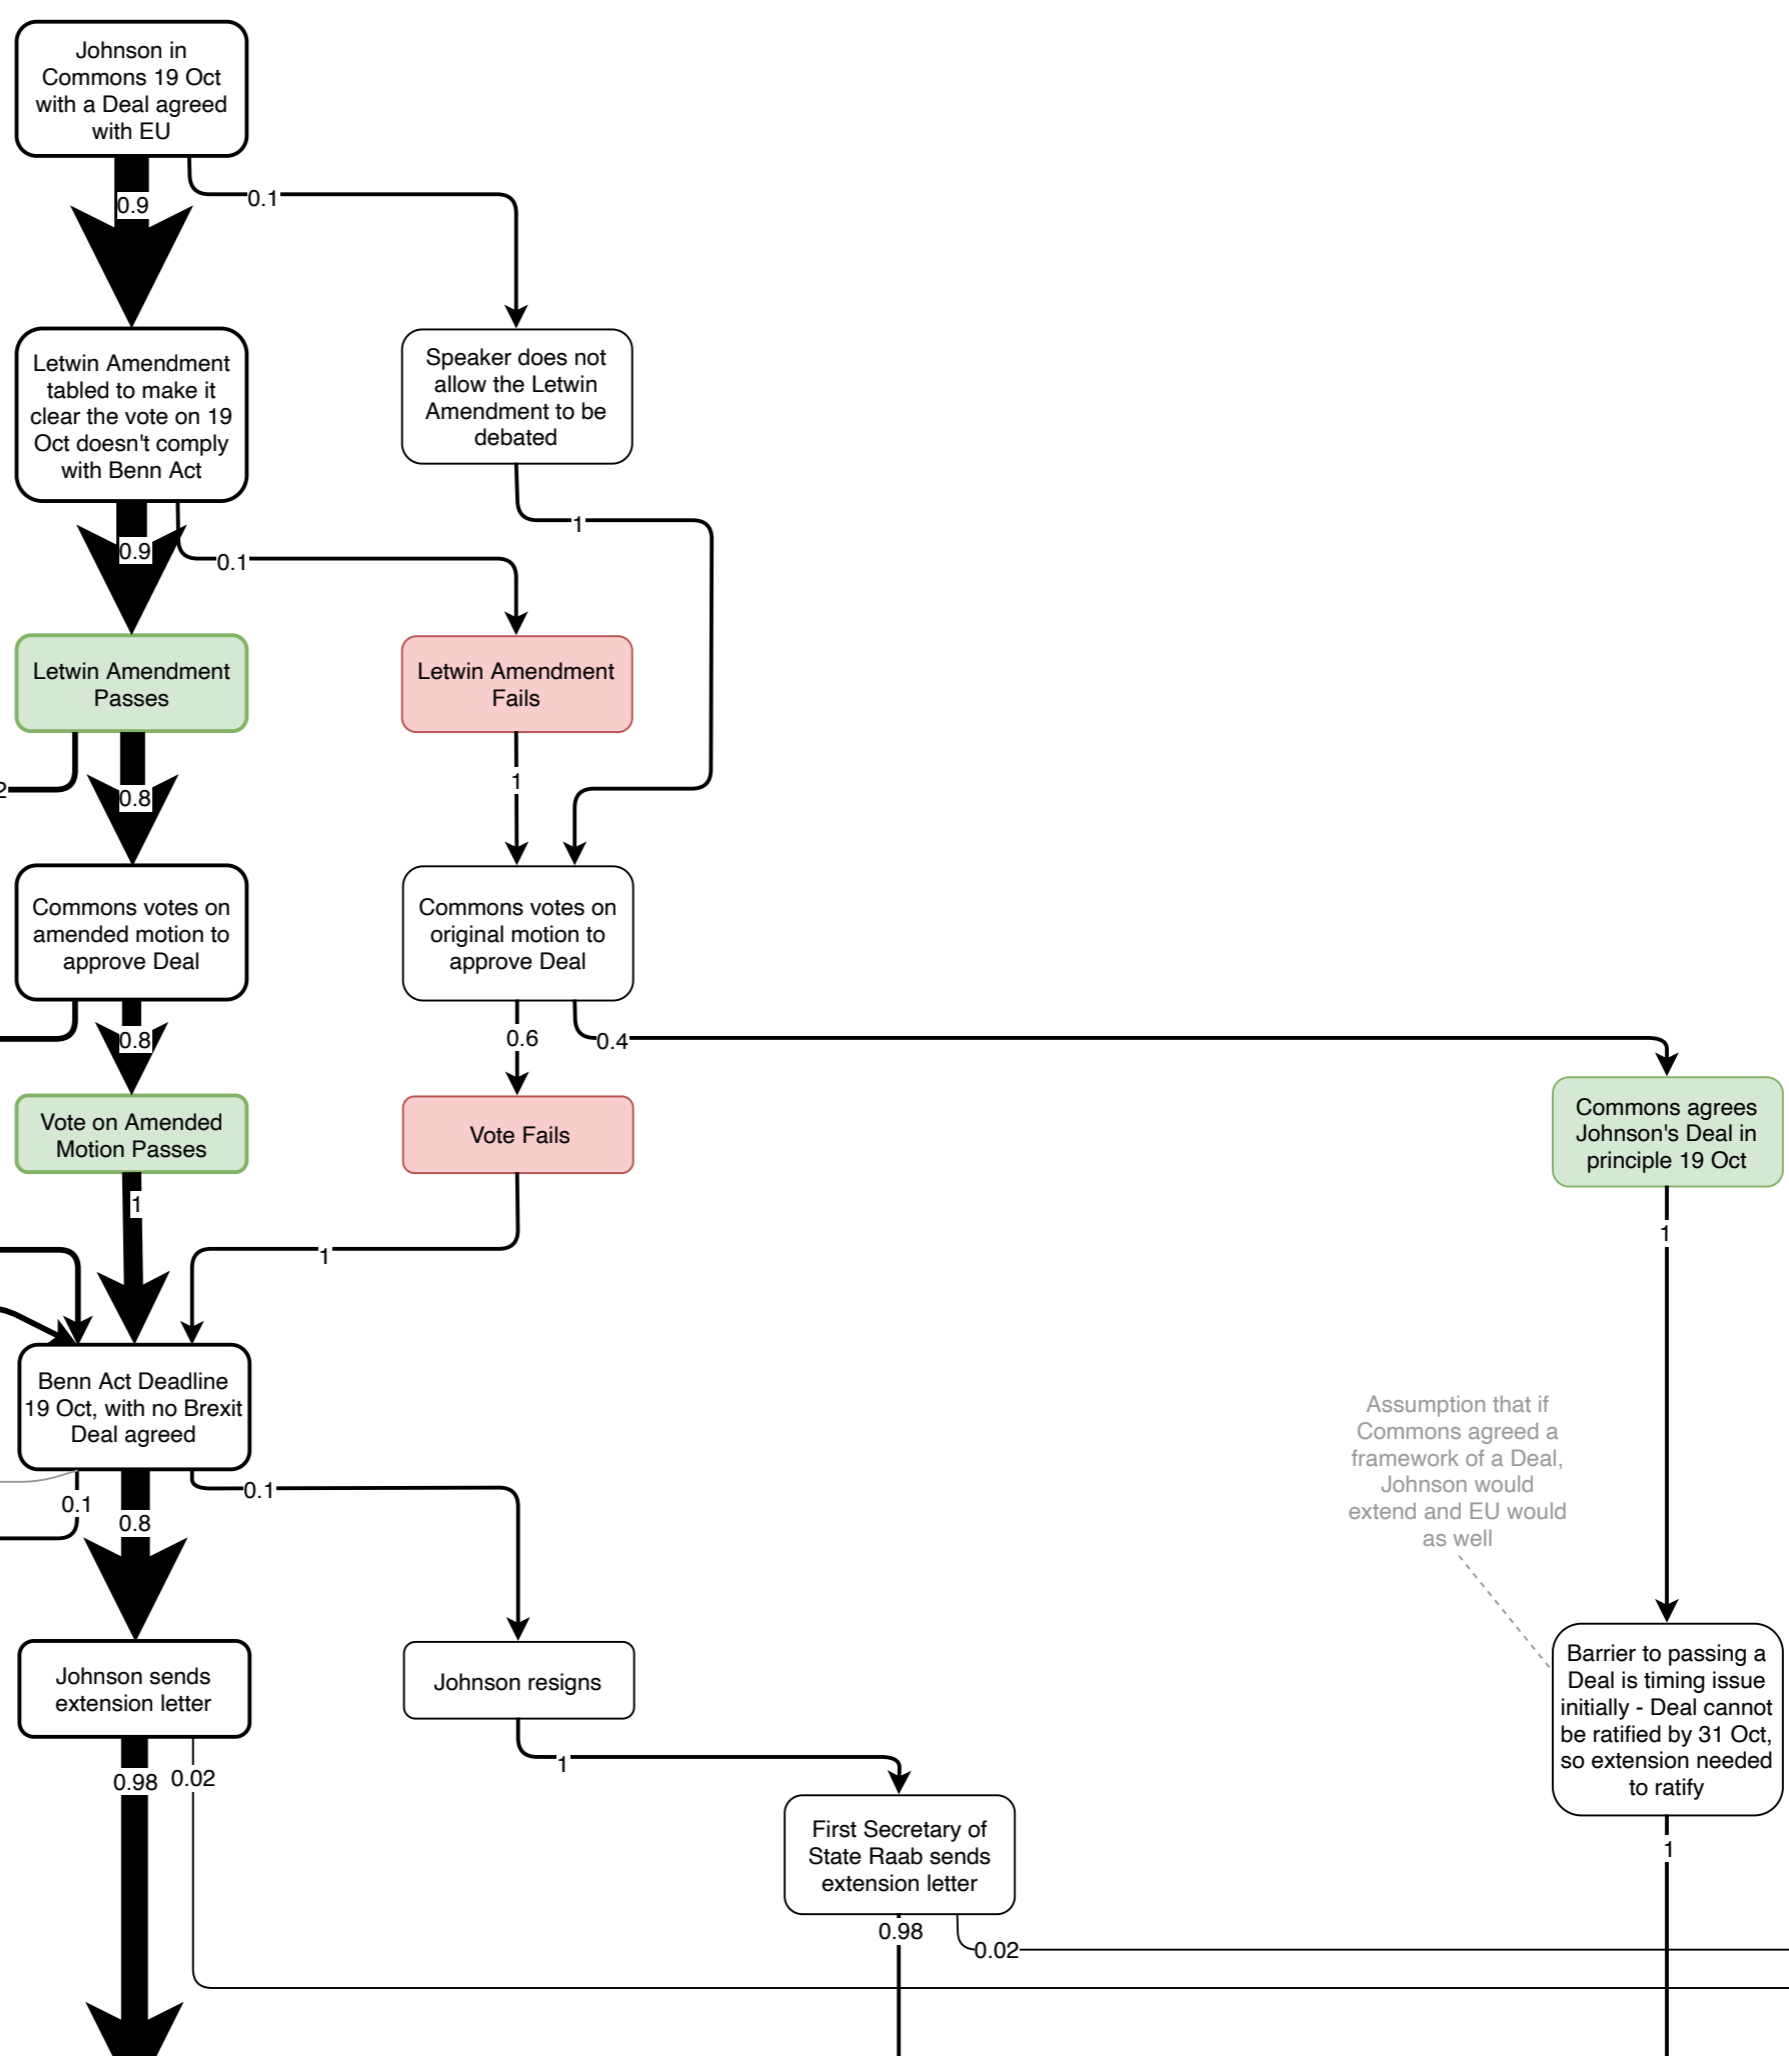 Johnson in
Commons 19 Oct
with a Deal agreed
with EU
0.9
0.1
Letwin Amendment
tabled to make it
clear the vote on 19
Oct doesn't comply
with Benn Act
Speaker does not
allow the Letwin
Amendment to be
debated
1
0.9
0.1
Letwin Amendment
Passes
Letwin Amendment
Fails
2
0.8
1
Commons votes on
amended motion to
approve Deal
Commons votes on
original motion to
approve Deal
0.8
0.6
0.4
Vote on Amended
Motion Passes
Vote Fails
Commons agrees
Johnson's Deal in
principle 19 Oct
1
1
1
Benn Act Deadline
19 Oct, with no Brexit
Deal agreed
Assumption that if
Commons agreed a
framework of a Deal,
Johnson would
extend and EU would
as well
0.1
0.8
0.1
Johnson sends
extension letter
Johnson resigns
Barrier to passing a
Deal is timing issue
initially - Deal cannot
be ratified by 31 Oct,
so extension needed
to ratify
0.98
0.02
1
First Secretary of
State Raab sends
extension letter
1
0.98
0.02